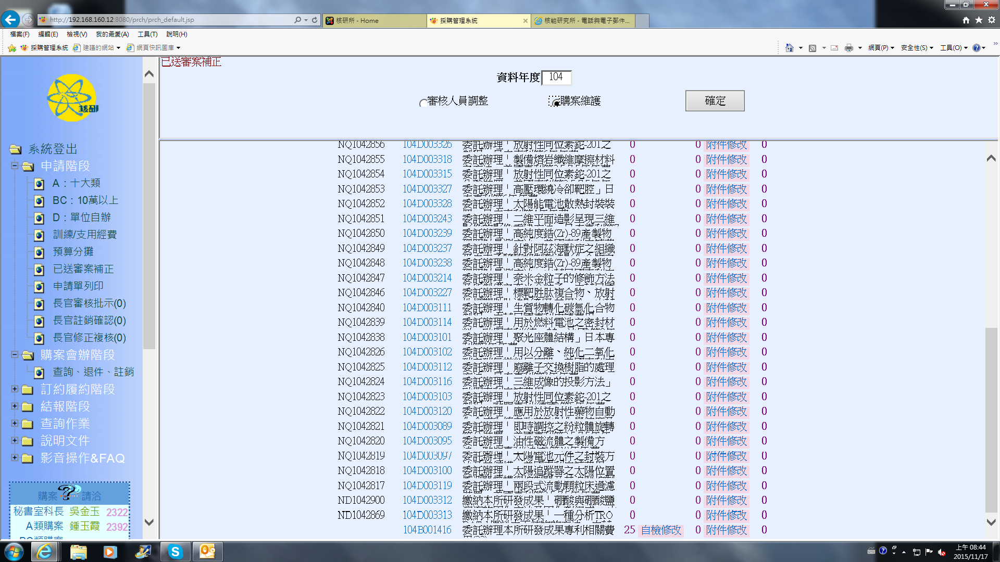 http://192.168.160.12:8080/prch/prch_default.jsp
核研所 - Home
採購管理系統
核能研究所 - 電話與電子郵件...
檔案(F) 編輯(E) 檢視(V) 我的最愛(A) 工具(T) 說明(H)
採購管理系統 建議的網站 網頁快訊圖庫
網頁(P) 安全性(S) 工具(O)
核研
系統登出
申請階段
A：十大類
BC：10萬以上
D：單位自辦
訓練/支用經費
預算分攤
已送審案補正
申請單列印
長官審核批示(0)
長官註銷確認(0)
長官修正複核(0)
購案會辦階段
查詢、退件、註銷
訂約履約階段
結報階段
查詢作業
說明文件
影音操作&FAQ
購案 請洽
秘書室科長 吳金玉 2322
A類購案 鍾玉霞 2392
已送審案補正
資料年度 104
審核人員調整 購案維護 確定
NQ1042856 104D003326 委託辦理「放射性同位素鉈-201之 0 0 附件修改 0
NQ1042855 104D003318 委託辦理「製備熔岩纖維摩擦材料 0 0 附件修改 0
NQ1042854 104D003315 委託辦理「放射性同位素鉈-201之 0 0 附件修改 0
NQ1042853 104D003327 委託辦理「高壓環繞冷卻靶腔」日 0 0 附件修改 0
NQ1042852 104D003328 委託辦理「太陽能電池散熱封裝裝 0 0 附件修改 0
NQ1042851 104D003243 委託辦理「二維平面造影呈現三維 0 0 附件修改 0
NQ1042850 104D003239 委託辦理「高純度鋯(Zr)-89產製物 0 0 附件修改 0
NQ1042849 104D003237 委託辦理「針對阿茲海默症之組織 0 0 附件修改 0
NQ1042848 104D003238 委託辦理「高純度鋯(Zr)-89產製物 0 0 附件修改 0
NQ1042847 104D003214 委託辦理「奈米金粒子的修飾方法 0 0 附件修改 0
NQ1042846 104D003227 委託辦理「標靶胜肽複合物、放射 0 0 附件修改 0
NQ1042840 104D003111 委託辦理「生質物轉化碳氫化合物 0 0 附件修改 0
NQ1042839 104D003114 委託辦理「用於燃料電池之密封材 0 0 附件修改 0
NQ1042838 104D003101 委託辦理「聚光座體結構」日本專 0 0 附件修改 0
NQ1042826 104D003102 委託辦理「用以分離、純化二氧化 0 0 附件修改 0
NQ1042825 104D003112 委託辦理「廢離子交換樹脂的處理 0 0 附件修改 0
NQ1042824 104D003116 委託辦理「三維成像的投影方法」 0 0 附件修改 0
NQ1042823 104D003103 委託辦理「放射性同位素鉈-201之 0 0 附件修改 0
NQ1042822 104D003120 委託辦理「應用於放射性藥物自動 0 0 附件修改 0
NQ1042821 104D003089 委託辦理「即時調控之粉粒體旋轉 0 0 附件修改 0
NQ1042820 104D003095 委託辦理「油性磁流體之製備方 0 0 附件修改 0
NQ1042819 104D003097 委託辦理「太陽電池元件之封裝方 0 0 附件修改 0
NQ1042818 104D003100 委託辦理「太陽追蹤器之太陽位置 0 0 附件修改 0
NQ1042817 104D003119 委託辦理「兩段式流動顆粒床過濾 0 0 附件修改 0
ND1042900 104D003312 繳納本所研發成果「硼酸與硼酸鹽 0 0 附件修改 0
ND1042869 104D003313 繳納本所研發成果「一種分析TRO 0 0 附件修改 0
104B001416 委託辦理本所研發成果專利相關費 25 自檢修改 0 附件修改 0
上午 08:44
2015/11/17